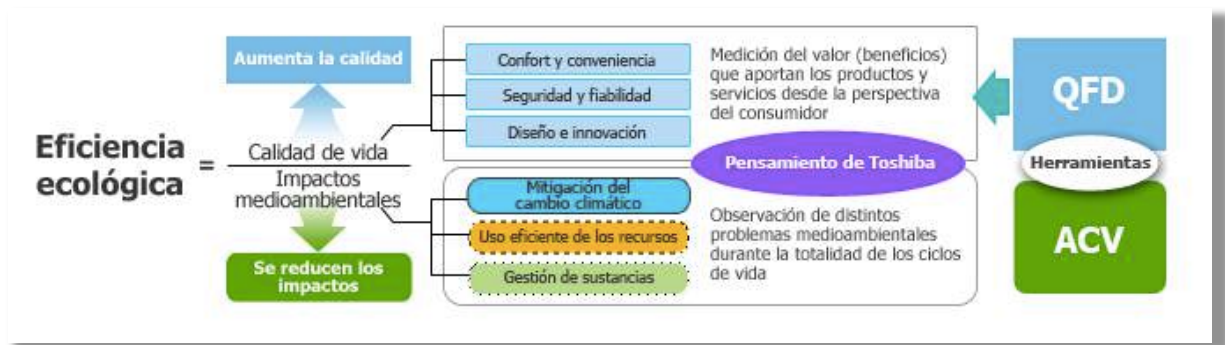 Eficiencia
ecológica
=
Aumenta la calidad
Calidad de vida
Impactos
medioambientales
Se reducen los
impactos
Confort y conveniencia
Seguridad y fiabilidad
Diseño e innovación
Medición del valor (beneficios)
que aportan los productos y
servicios desde la perspectiva
del consumidor
Pensamiento de Toshiba
Mitigación del
cambio climático
Uso eficiente de los recursos
Gestión de sustancias
Observación de distintos
problemas medioambientales
durante la totalidad de los ciclos
de vida
QFD
Herramientas
ACV